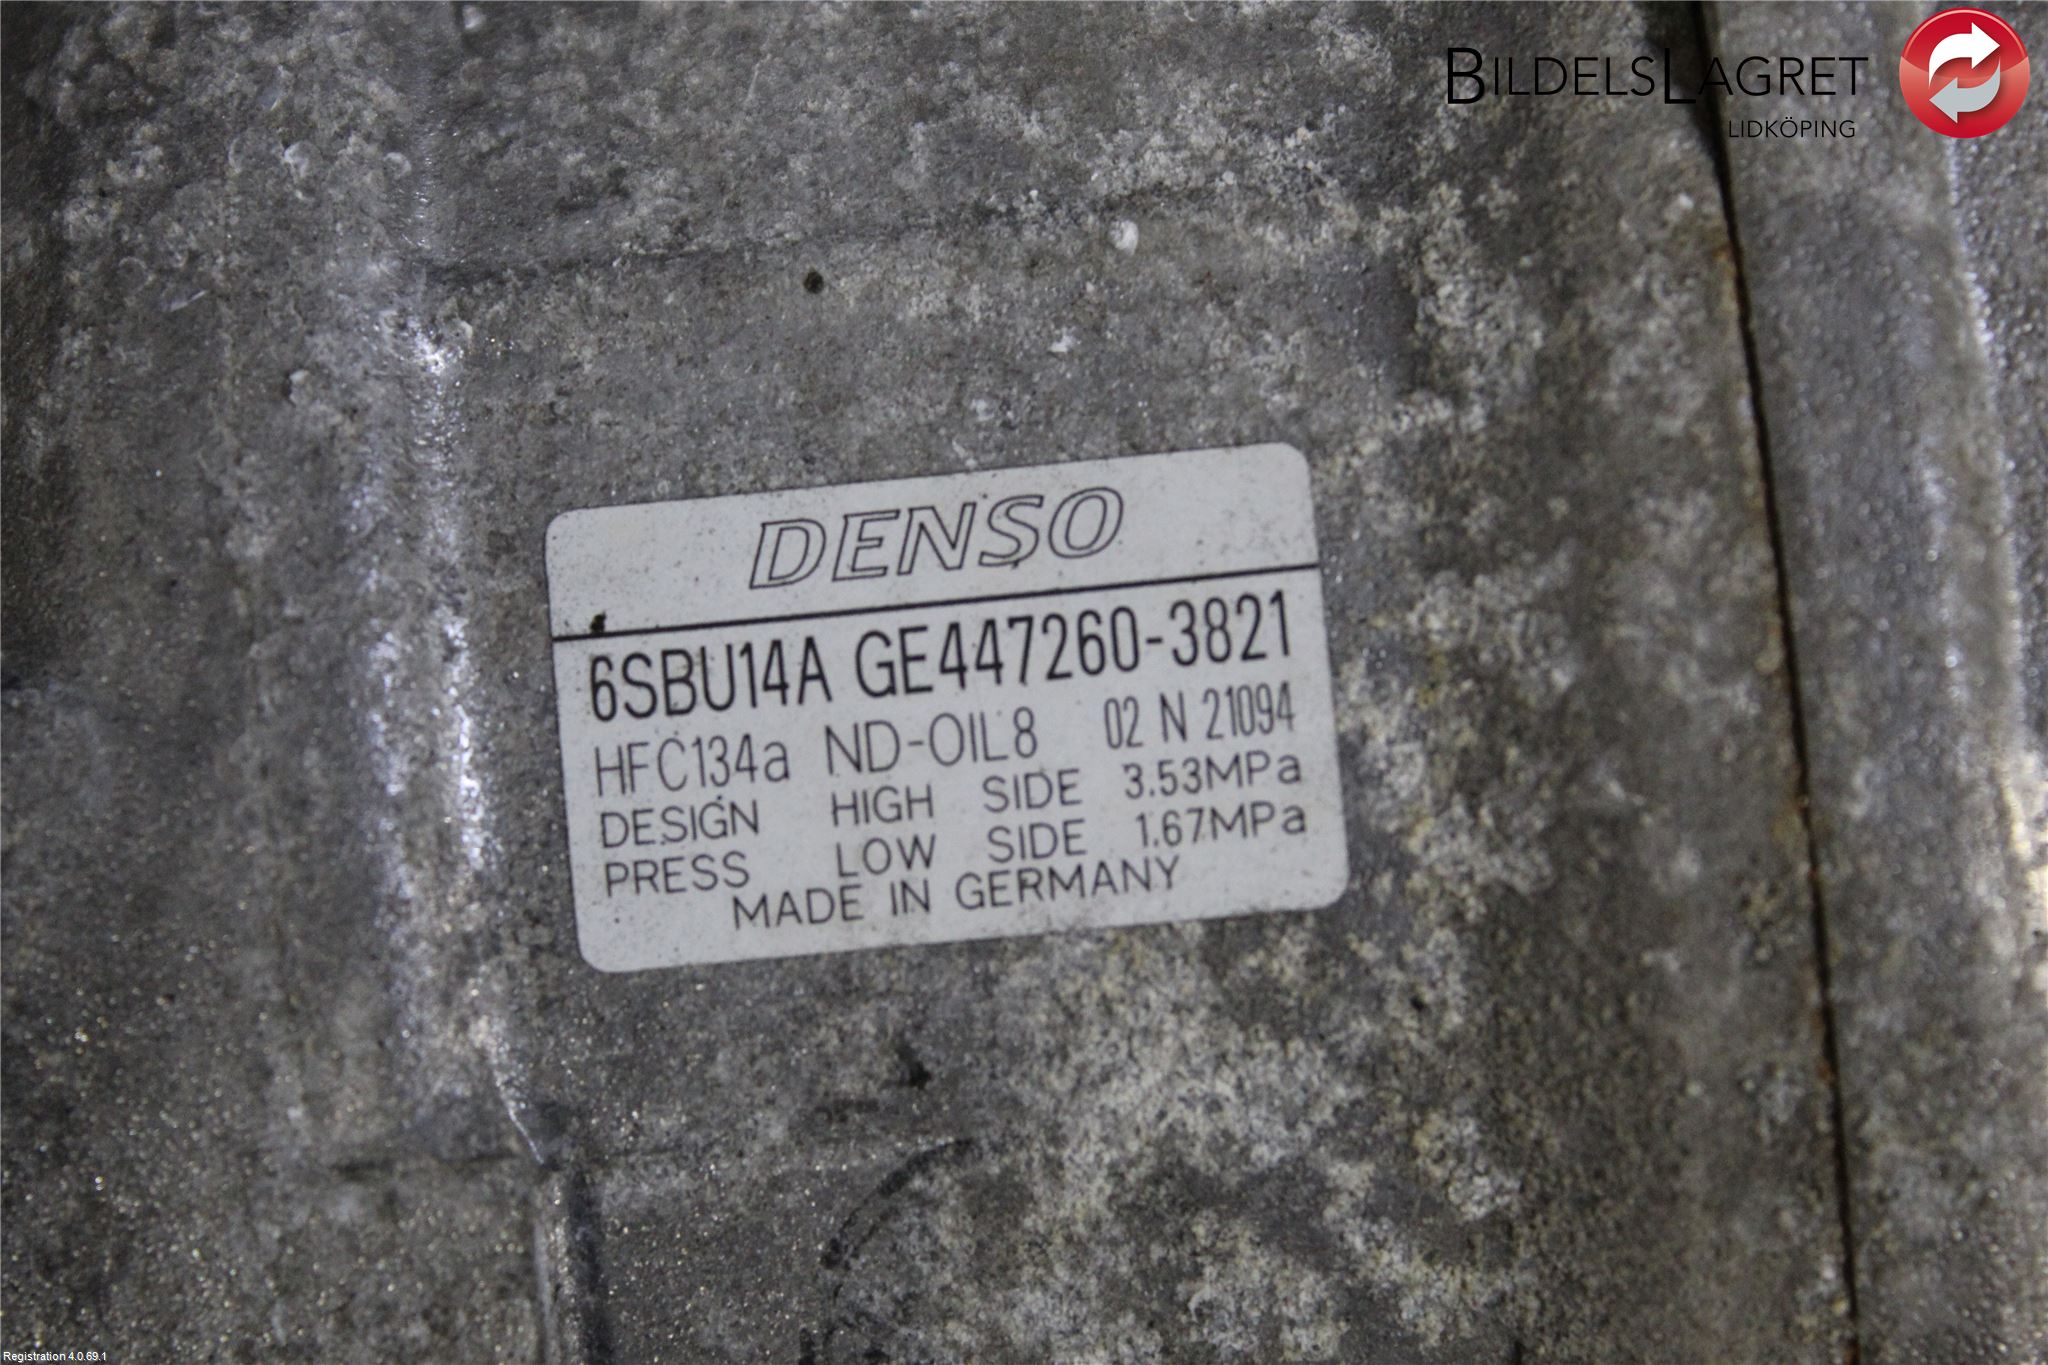 BILDELSLAGRET
LIDKÖPING
DENSO
6SBU14A GE447260-3821
HFC134a ND-OIL8 02 N 21094
DESIGN HIGH SIDE 3.53MPa
PRESS LOW SIDE 1.67MPa
MADE IN GERMANY
Registration 4.0.69.1